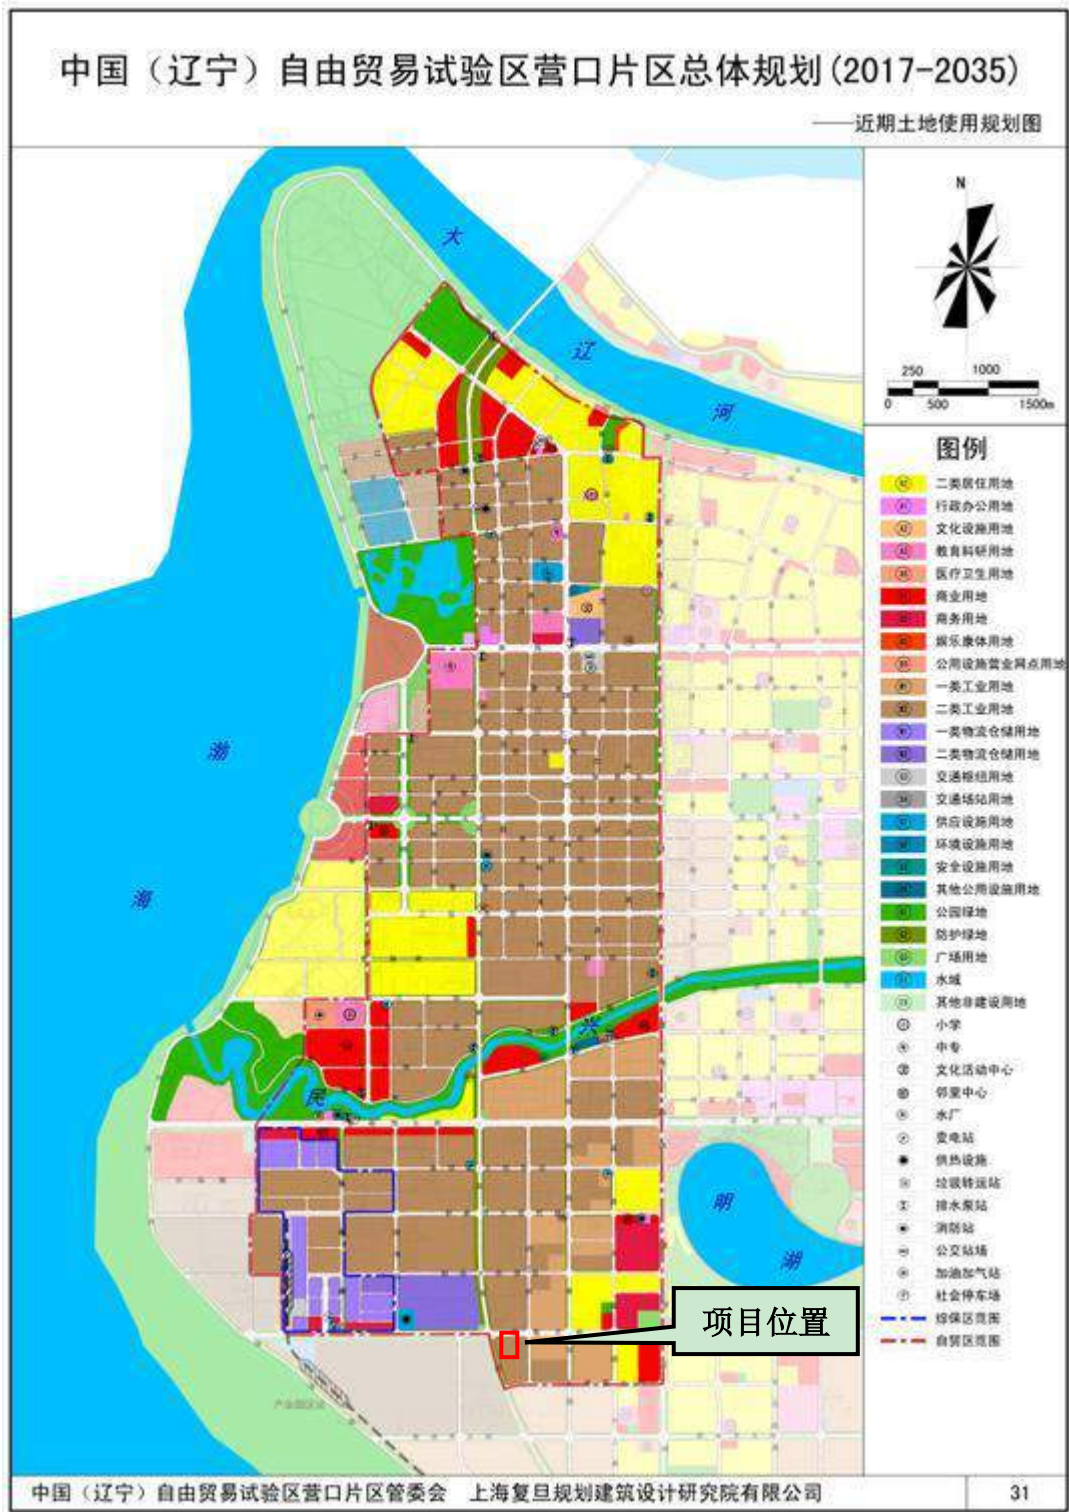 中国（辽宁）自由贸易试验区营口片区总体规划(2017-2035)
——近期土地使用规划图
N
250 1000
0 500 1500m
大
辽
河
渤
海
兴
民
明
湖
项目位置
图例
二类居住用地
行政办公用地
文化设施用地
教育科研用地
医疗卫生用地
商业用地
商务用地
娱乐康体用地
公用设施营业网点用地
一类工业用地
二类工业用地
一类物流仓储用地
二类物流仓储用地
交通枢纽用地
交通场站用地
供应设施用地
环境设施用地
安全设施用地
其他公用设施用地
公园绿地
防护绿地
广场用地
水域
其他非建设用地
小学
中专
文化活动中心
邻里中心
水厂
变电站
供热设施
垃圾转运站
排水泵站
消防站
公交站场
加油加气站
社会停车场
综保区范围
自贸区范围
中国（辽宁）自由贸易试验区营口片区管委会 上海复旦规划建筑设计研究院有限公司 31